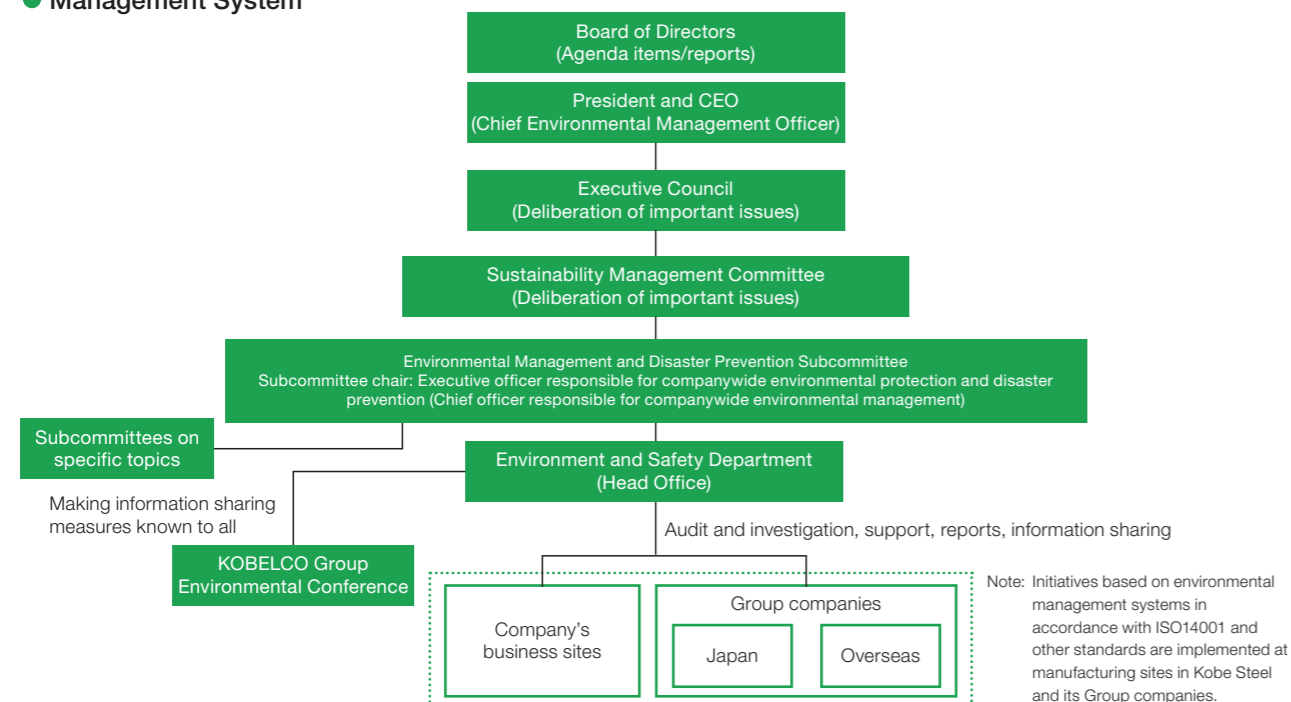 ● Management System
Board of Directors
(Agenda items/reports)
President and CEO
(Chief Environmental Management Officer)
Executive Council
(Deliberation of important issues)
Sustainability Management Committee
(Deliberation of important issues)
Environmental Management and Disaster Prevention Subcommittee
Subcommittee chair: Executive officer responsible for companywide environmental protection and disaster
prevention (Chief officer responsible for companywide environmental management)
Subcommittees on
specific topics
Environment and Safety Department
(Head Office)
Making information sharing
measures known to all
KOBELCO Group
Environmental Conference
Audit and investigation, support, reports, information sharing
Company's
business sites
Group companies
Japan
Overseas
Note: Initiatives based on environmental
management systems in
accordance with ISO14001 and
other standards are implemented at
manufacturing sites in Kobe Steel
and its Group companies.